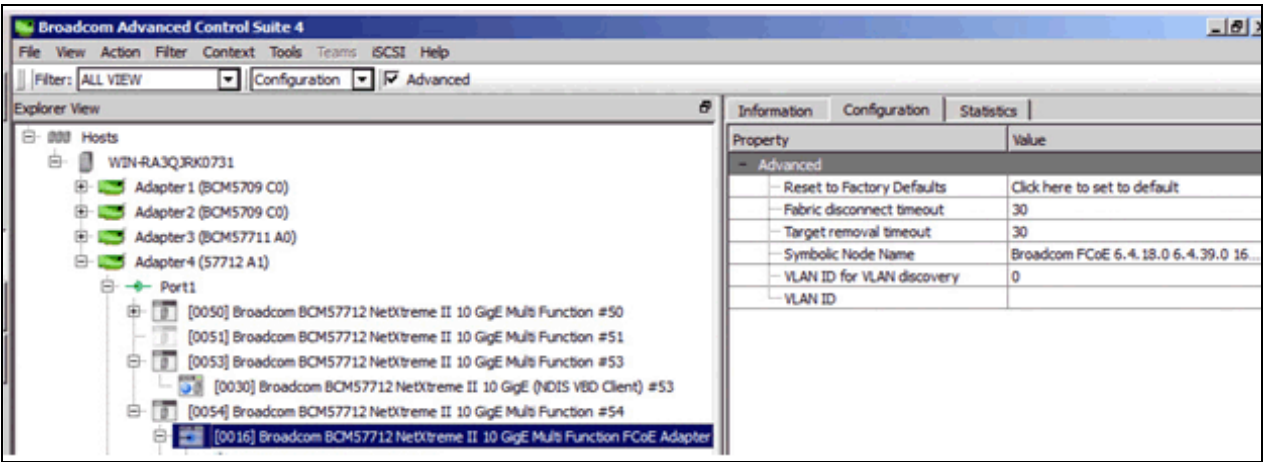 Broadcom Advanced Control Suite 4
File View Action Filter Context Tools Teams iSCSI Help
Filter: ALL VIEW Configuration Advanced
Explorer View
Hosts
WIN-RA3QJRK0731
Adapter1 (BCM5709 C0)
Adapter2 (BCM5709 C0)
Adapter3 (BCM57711 A0)
Adapter4 (57712 A1)
Port1
[0050] Broadcom BCM57712 NetXtreme II 10 GigE Multi Function #50
[0051] Broadcom BCM57712 NetXtreme II 10 GigE Multi Function #51
[0053] Broadcom BCM57712 NetXtreme II 10 GigE Multi Function #53
[0030] Broadcom BCM57712 NetXtreme II 10 GigE (NDIS VBD Client) #53
[0054] Broadcom BCM57712 NetXtreme II 10 GigE Multi Function #54
[0016] Broadcom BCM57712 NetXtreme II 10 GigE Multi Function FCoE Adapter
Information Configuration Statistics
Property Value
Advanced
Reset to Factory Defaults Click here to set to default
Fabric disconnect timeout 30
Target removal timeout 30
Symbolic Node Name Broadcom FCoE 6.4.18.0 6.4.39.0 16...
VLAN ID for VLAN discovery 0
VLAN ID